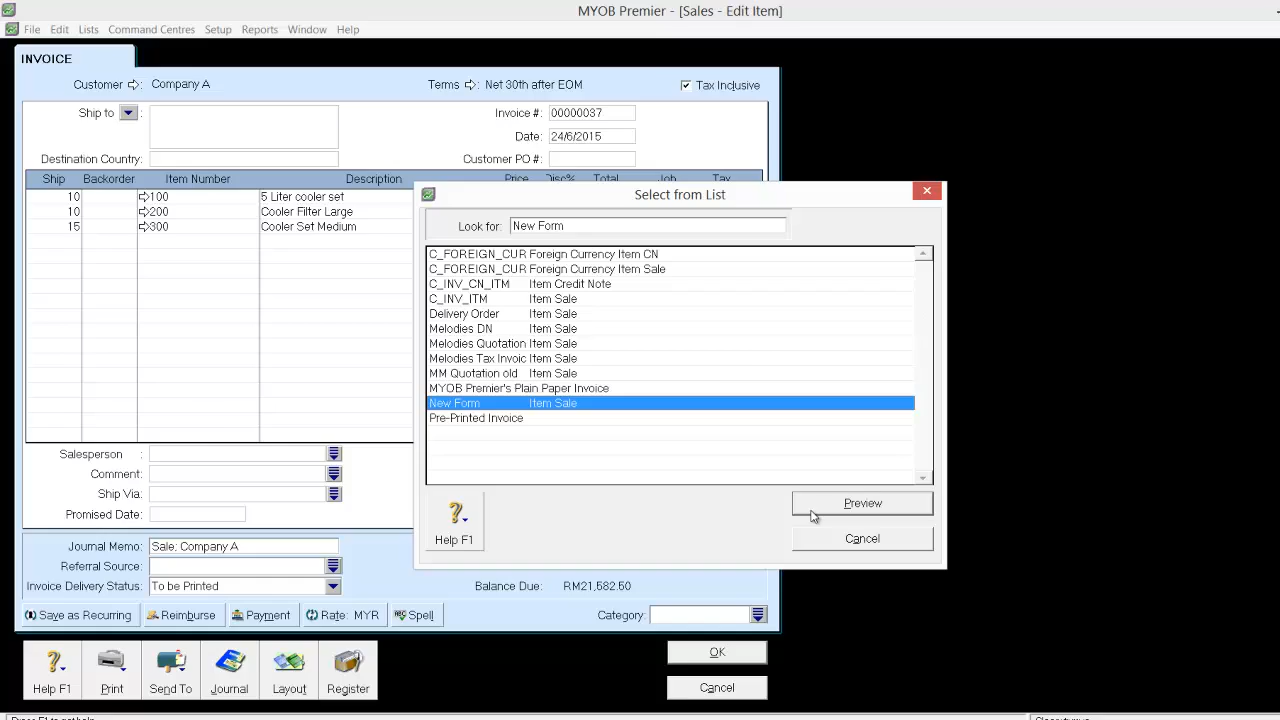 MYOB Premier - [Sales - Edit Item]
File Edit Lists Command Centres Setup Reports Window Help
INVOICE
Customer : Company A
Terms : Net 30th after EOM
Tax Inclusive
Ship to :
Invoice #: 00000037
Date: 24/6/2015
Destination Country:
Customer PO #:
Ship Backorder Item Number Description Price Disc% Total Job Tax
10 100 5 Liter cooler set
10 200 Cooler Filter Large
15 300 Cooler Set Medium
Select from List
Look for: New Form
C_FOREIGN_CUR Foreign Currency Item CN
C_FOREIGN_CUR Foreign Currency Item Sale
C_INV_CN_ITM Item Credit Note
C_INV_ITM Item Sale
Delivery Order Item Sale
Melodies DN Item Sale
Melodies Quotation Item Sale
Melodies Tax Invoic Item Sale
MM Quotation old Item Sale
MYOB Premier's Plain Paper Invoice
New Form Item Sale
Pre-Printed Invoice
Preview
Cancel
Help F1
Salesperson :
Comment:
Ship Via:
Promised Date:
Journal Memo: Sale; Company A
Referral Source:
Invoice Delivery Status: To be Printed
Balance Due: RM21,582.50
Save as Recurring Reimburse Payment Rate: MYR Spell
Category:
Help F1 Print Send To Journal Layout Register
OK
Cancel